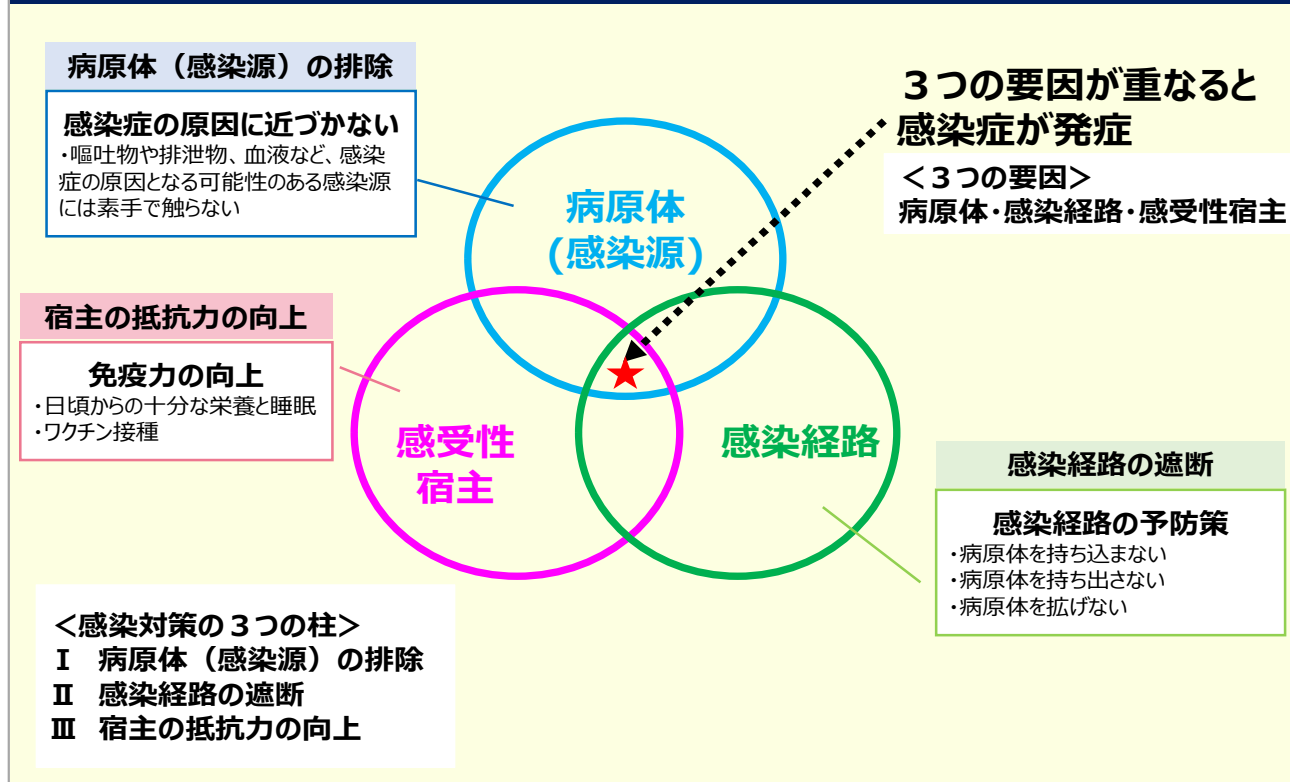 病原体（感染源）の排除
感染症の原因に近づかない
・嘔吐物や排泄物、血液など、感染
症の原因となる可能性のある感染源
には素手で触らない
３つの要因が重なると
感染症が発症
＜３つの要因＞
病原体・感染経路・感受性宿主
病原体
(感染源)
宿主の抵抗力の向上
免疫力の向上
・日頃からの十分な栄養と睡眠
・ワクチン接種
感受性
宿主
感染経路
感染経路の遮断
感染経路の予防策
・病原体を持ち込まない
・病原体を持ち出さない
・病原体を拡げない
＜感染対策の３つの柱＞
Ⅰ　病原体（感染源）の排除
Ⅱ　感染経路の遮断
Ⅲ　宿主の抵抗力の向上